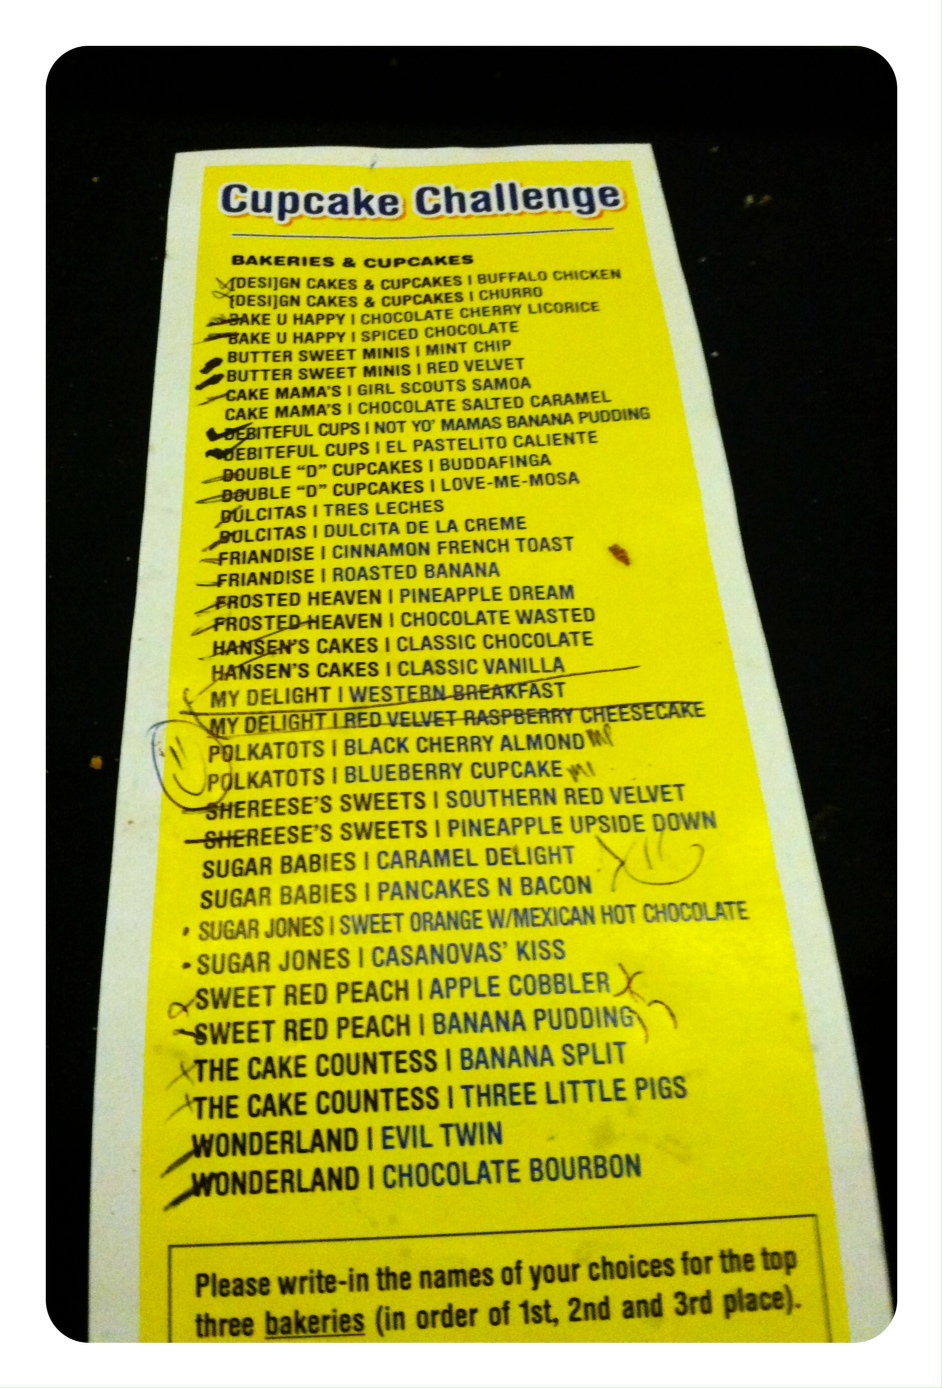 Cupcake Challenge
BAKERIES & CUPCAKES
[DESI]GN CAKES & CUPCAKES | BUFFALO CHICKEN
[DESI]GN CAKES & CUPCAKES | CHURRO
BAKE U HAPPY | CHOCOLATE CHERRY LICORICE
BAKE U HAPPY | SPICED CHOCOLATE
BUTTER SWEET MINIS | MINT CHIP
BUTTER SWEET MINIS | RED VELVET
CAKE MAMA'S | GIRL SCOUTS SAMOA
CAKE MAMA'S | CHOCOLATE SALTED CARAMEL
DEBITEFUL CUPS | NOT YO' MAMAS BANANA PUDDING
DEBITEFUL CUPS | EL PASTELITO CALIENTE
DOUBLE "D" CUPCAKES | BUDDAFINGA
DOUBLE "D" CUPCAKES | LOVE-ME-MOSA
DULCITAS | TRES LECHES
DULCITAS | DULCITA DE LA CREME
FRIANDISE | CINNAMON FRENCH TOAST
FRIANDISE | ROASTED BANANA
FROSTED HEAVEN | PINEAPPLE DREAM
FROSTED HEAVEN | CHOCOLATE WASTED
HANSEN'S CAKES | CLASSIC CHOCOLATE
HANSEN'S CAKES | CLASSIC VANILLA
MY DELIGHT | WESTERN BREAKFAST
MY DELIGHT | RED VELVET RASPBERRY CHEESECAKE
POLKATOTS | BLACK CHERRY ALMOND
POLKATOTS | BLUEBERRY CUPCAKE
SHEREESE'S SWEETS | SOUTHERN RED VELVET
SHEREESE'S SWEETS | PINEAPPLE UPSIDE DOWN
SUGAR BABIES | CARAMEL DELIGHT
SUGAR BABIES | PANCAKES N BACON
SUGAR JONES | SWEET ORANGE W/MEXICAN HOT CHOCOLATE
SUGAR JONES | CASANOVAS' KISS
SWEET RED PEACH | APPLE COBBLER
SWEET RED PEACH | BANANA PUDDING
THE CAKE COUNTESS | BANANA SPLIT
THE CAKE COUNTESS | THREE LITTLE PIGS
WONDERLAND | EVIL TWIN
WONDERLAND | CHOCOLATE BOURBON
Please write-in the names of your choices for the top
three bakeries (in order of 1st, 2nd and 3rd place).